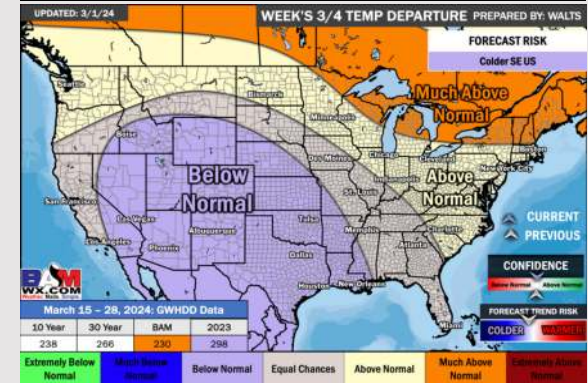 UPDATED: 3/1/24
WEEK'S 3/4 TEMP DEPARTURE PREPARED BY: WALTS
FORECAST RISK
Colder SE US
Seattle
Bismarck
Much Above
Normal
Minneapolis
Boise
Boston
Des Moines
Chicago
Cleveland
New York City
Below
Normal
Above
Normal
Indianapolis
St. Louis
San Francisco
Las Vegas
Tulsa
Memphis
Charlotte
CURRENT
PREVIOUS
Los Angeles
Albuquerque
Phoenix
Atlanta
Dallas
CONFIDENCE
Below Normal Above Normal
Houston
New Orleans
BAM
WX.COM
Miami
FORECAST TREND RISK
COLDER WARMER
March 15 – 28, 2024: GWHDD Data
10 Year 30 Year BAM 2023
238 266 230 298
Extremely Below Normal
Much Below Normal
Below Normal
Equal Chances
Above Normal
Much Above Normal
Extremely Above Normal